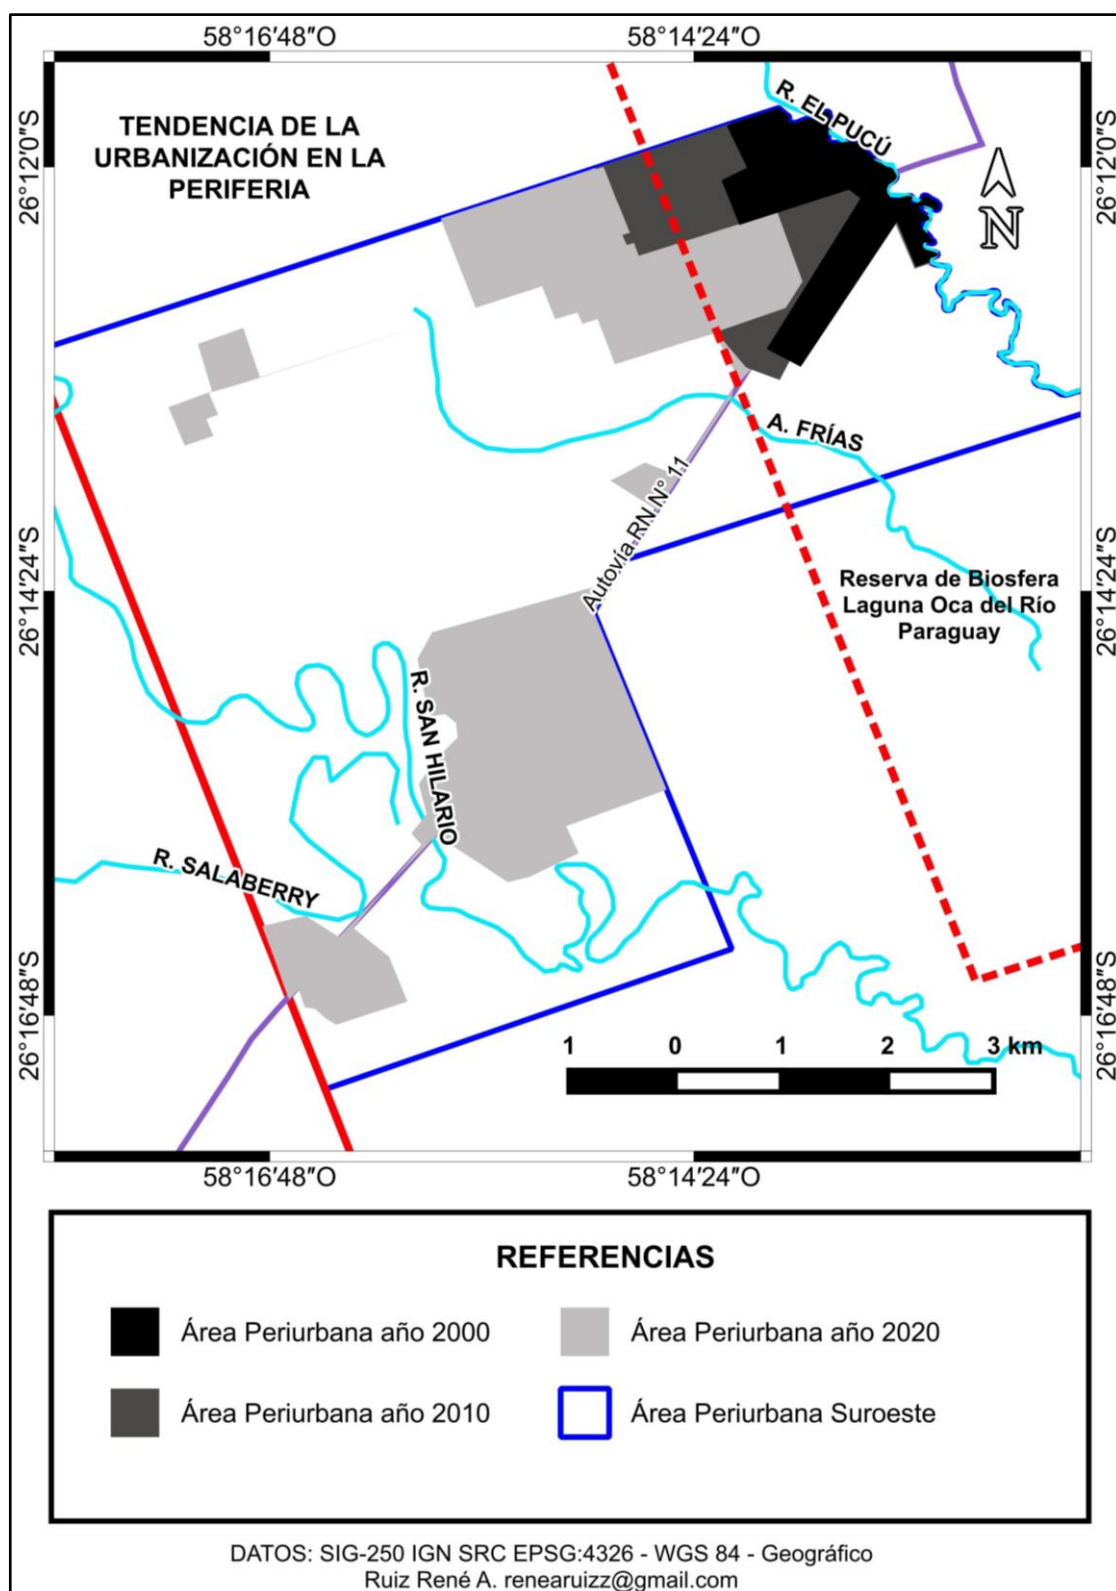 58°16'48"O
58°14'24"O
TENDENCIA DE LA
URBANIZACIÓN EN LA
PERIFERIA
R. EL PUCÚ
26°12'0"S
26°12'0"S
N
A. FRÍAS
Autovía RN N° 11
26°14'24"S
26°14'24"S
Reserva de Biosfera
Laguna Oca del Río
Paraguay
R. SAN HILARIO
R. SALABERRY
26°16'48"S
26°16'48"S
1 0 1 2 3 km
58°16'48"O
58°14'24"O
REFERENCIAS
Área Periurbana año 2000
Área Periurbana año 2020
Área Periurbana año 2010
Área Periurbana Suroeste
DATOS: SIG-250 IGN SRC EPSG:4326 - WGS 84 - Geográfico
Ruiz René A. renearuizz@gmail.com